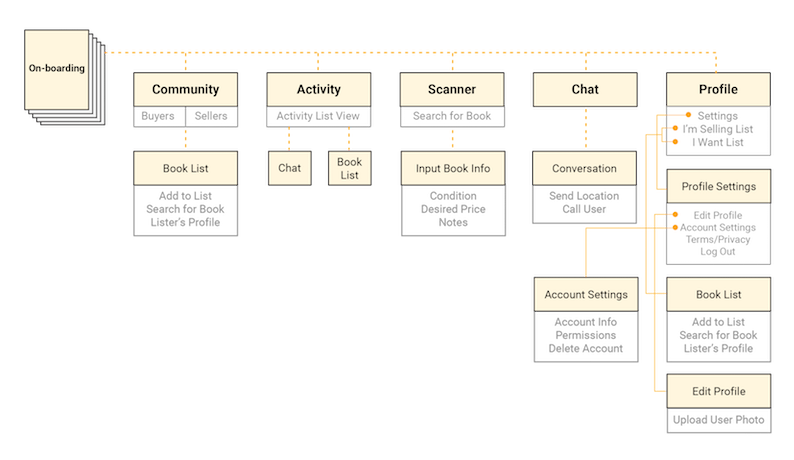 On-boarding
Community
Buyers
Sellers
Book List
Add to List
Search for Book
Lister's Profile
Activity
Activity List View
Chat
Book
List
Scanner
Search for Book
Input Book Info
Condition
Desired Price
Notes
Chat
Conversation
Send Location
Call User
Account Settings
Account Info
Permissions
Delete Account
Profile
Settings
I'm Selling List
I Want List
Profile Settings
Edit Profile
Account Settings
Terms/Privacy
Log Out
Book List
Add to List
Search for Book
Lister's Profile
Edit Profile
Upload User Photo